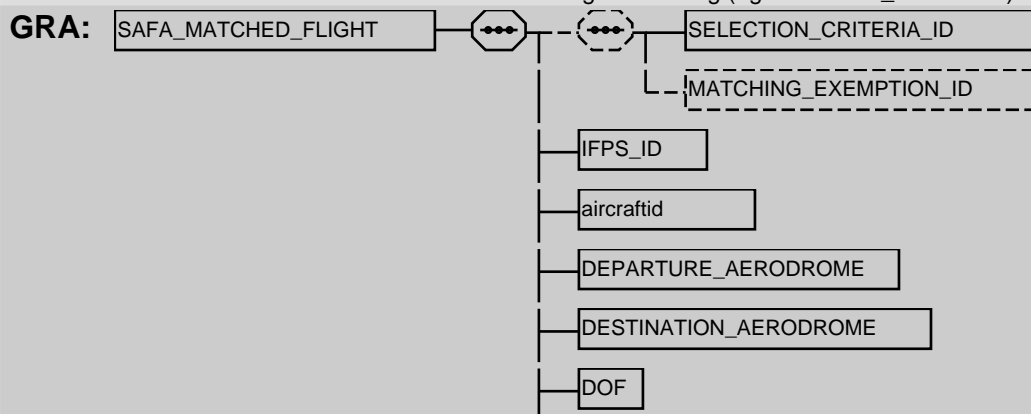 GRA: SAFA_MATCHED_FLIGHT SELECTION_CRITERIA_ID
MATCHING_EXEMPTION_ID
IFPS_ID
aircraftid
DEPARTURE_AERODROME
DESTINATION_AERODROME
DOF